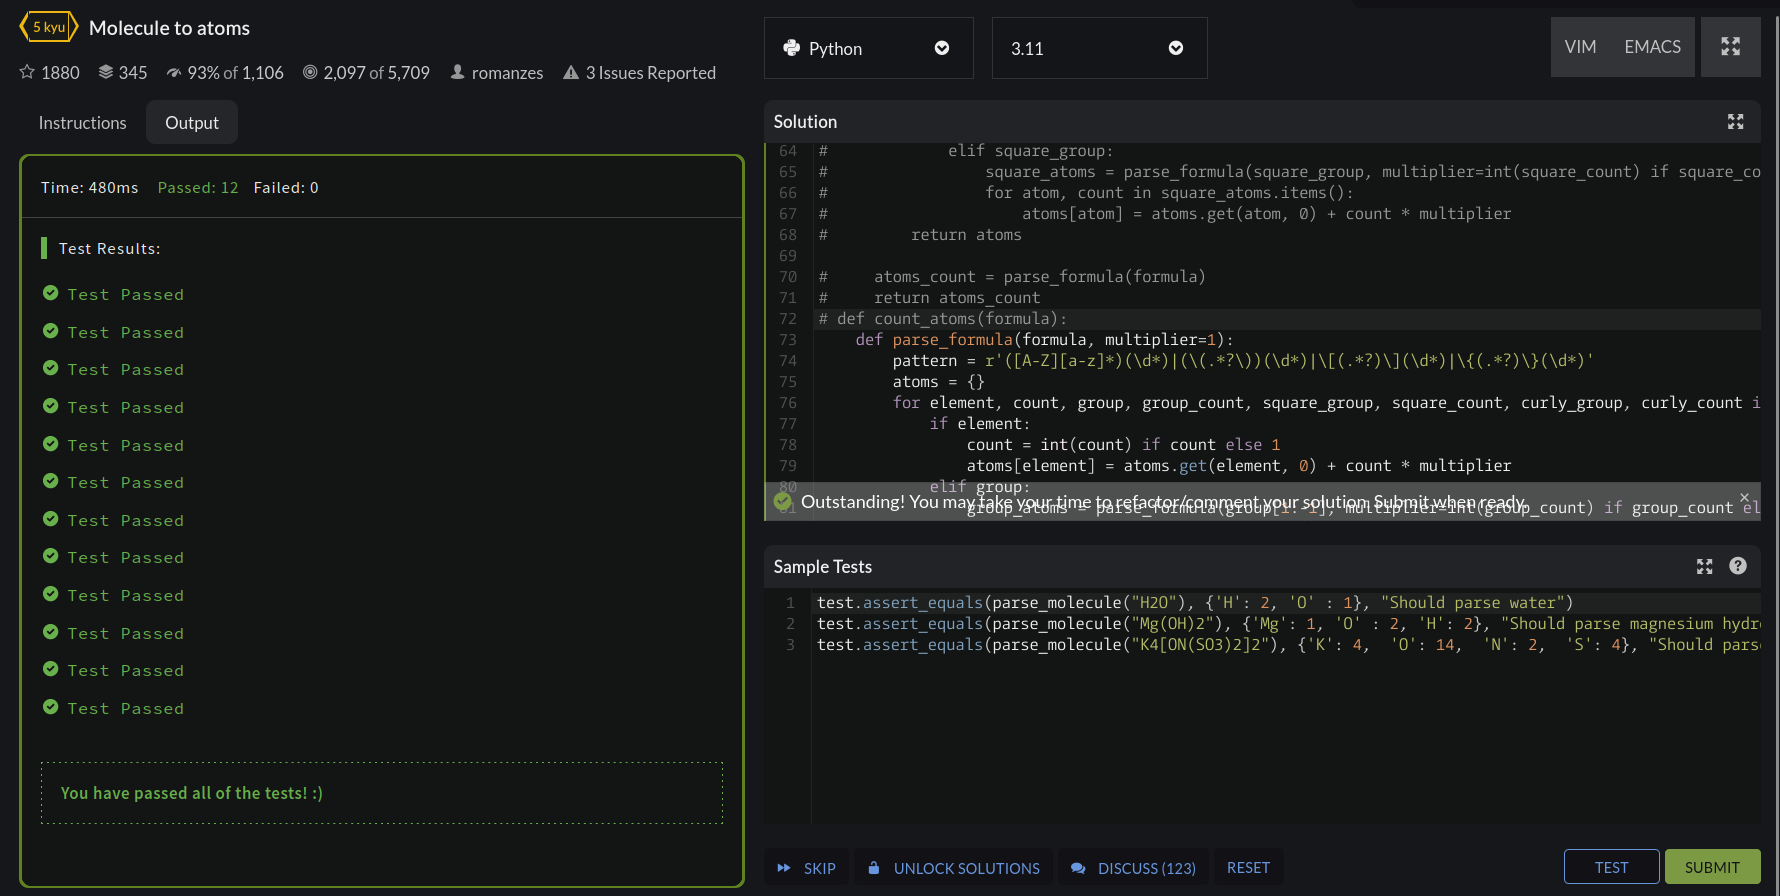 5 kyu Molecule to atoms
1880 345 93% of 1,106 2,097 of 5,709 romanzes 3 Issues Reported
Instructions Output
Time: 480ms Passed: 12 Failed: 0
Test Results:
Test Passed
Test Passed
Test Passed
Test Passed
Test Passed
Test Passed
Test Passed
Test Passed
Test Passed
Test Passed
Test Passed
Test Passed
You have passed all of the tests! :)
Python 3.11 VIM EMACS
Solution
64 # elif square_group:
65 # square_atoms = parse_formula(square_group, multiplier=int(square_count) if square_co
66 # for atom, count in square_atoms.items():
67 # atoms[atom] = atoms.get(atom, 0) + count * multiplier
68 # return atoms
69
70 # atoms_count = parse_formula(formula)
71 # return atoms_count
72 # def count_atoms(formula):
73 def parse_formula(formula, multiplier=1):
74 pattern = r'([A-Z][a-z]*)(\d*)|(\(.*?\))(\d*)|\[(.*?)\](\d*)|\{(.*?)\}(\d*)'
75 atoms = {}
76 for element, count, group, group_count, square_group, square_count, curly_group, curly_count i
77 if element:
78 count = int(count) if count else 1
79 atoms[element] = atoms.get(element, 0) + count * multiplier
80 elif group:
81 group_atoms = parse_formula(group[1:-1], multiplier=int(group_count) if group_count el
Outstanding! You may take your time to refactor/comment your solution. Submit when ready.
Sample Tests
1 test.assert_equals(parse_molecule("H2O"), {'H': 2, 'O' : 1}, "Should parse water")
2 test.assert_equals(parse_molecule("Mg(OH)2"), {'Mg': 1, 'O' : 2, 'H': 2}, "Should parse magnesium hydr
3 test.assert_equals(parse_molecule("K4[ON(SO3)2]2"), {'K': 4, 'O': 14, 'N': 2, 'S': 4}, "Should pars
SKIP UNLOCK SOLUTIONS DISCUSS (123) RESET TEST SUBMIT